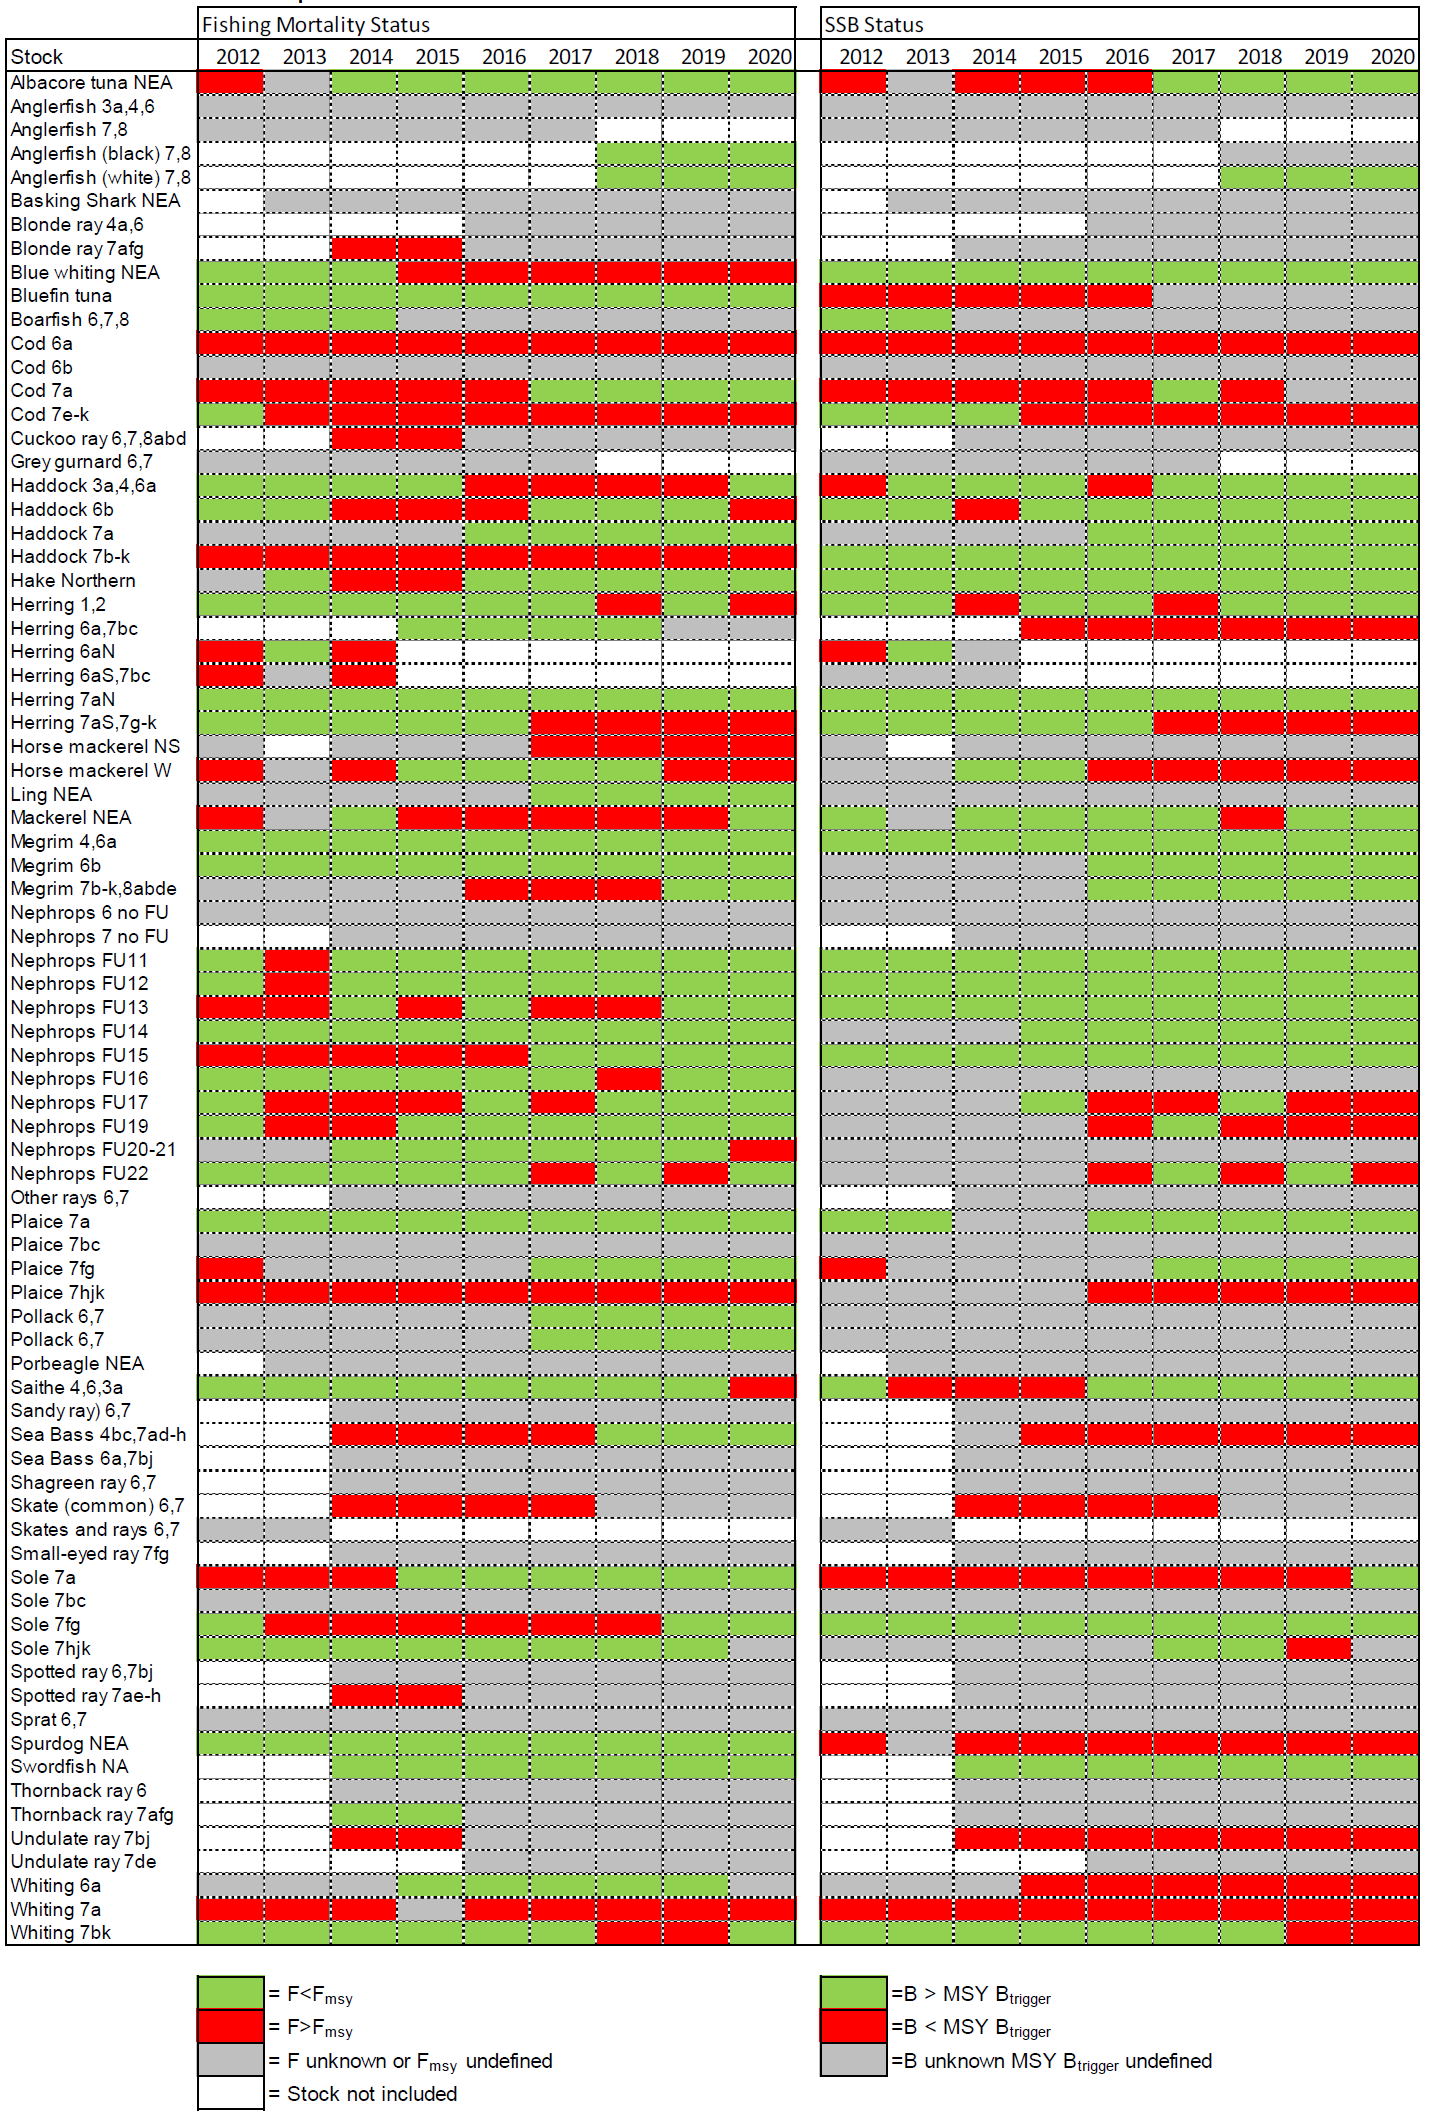 Fishing Mortality Status SSB Status
Stock 2012 2013 2014 2015 2016 2017 2018 2019 2020 2012 2013 2014 2015 2016 2017 2018 2019 2020
Albacore tuna NEA
Anglerfish 3a,4,6
Anglerfish 7,8
Anglerfish (black) 7,8
Anglerfish (white) 7,8
Basking Shark NEA
Blonde ray 4a,6
Blonde ray 7afg
Blue whiting NEA
Bluefin tuna
Boarfish 6,7,8
Cod 6a
Cod 6b
Cod 7a
Cod 7e-k
Cuckoo ray 6,7,8abd
Grey gurnard 6,7
Haddock 3a,4,6a
Haddock 6b
Haddock 7a
Haddock 7b-k
Hake Northern
Herring 1,2
Herring 6a,7bc
Herring 6aN
Herring 6aS,7bc
Herring 7aN
Herring 7aS,7g-k
Horse mackerel NS
Horse mackerel W
Ling NEA
Mackerel NEA
Megrim 4,6a
Megrim 6b
Megrim 7b-k,8abde
Nephrops 6 no FU
Nephrops 7 no FU
Nephrops FU11
Nephrops FU12
Nephrops FU13
Nephrops FU14
Nephrops FU15
Nephrops FU16
Nephrops FU17
Nephrops FU19
Nephrops FU20-21
Nephrops FU22
Other rays 6,7
Plaice 7a
Plaice 7bc
Plaice 7fg
Plaice 7hjk
Pollack 6,7
Pollack 6,7
Porbeagle NEA
Saithe 4,6,3a
Sandy ray) 6,7
Sea Bass 4bc,7ad-h
Sea Bass 6a,7bj
Shagreen ray 6,7
Skate (common) 6,7
Skates and rays 6,7
Small-eyed ray 7fg
Sole 7a
Sole 7bc
Sole 7fg
Sole 7hjk
Spotted ray 6,7bj
Spotted ray 7ae-h
Sprat 6,7
Spurdog NEA
Swordfish NA
Thornback ray 6
Thornback ray 7afg
Undulate ray 7bj
Undulate ray 7de
Whiting 6a
Whiting 7a
Whiting 7bk
= F<Fmsy =B > MSY Btrigger
= F>Fmsy =B < MSY Btrigger
= F unknown or Fmsy undefined =B unknown MSY Btrigger undefined
= Stock not included